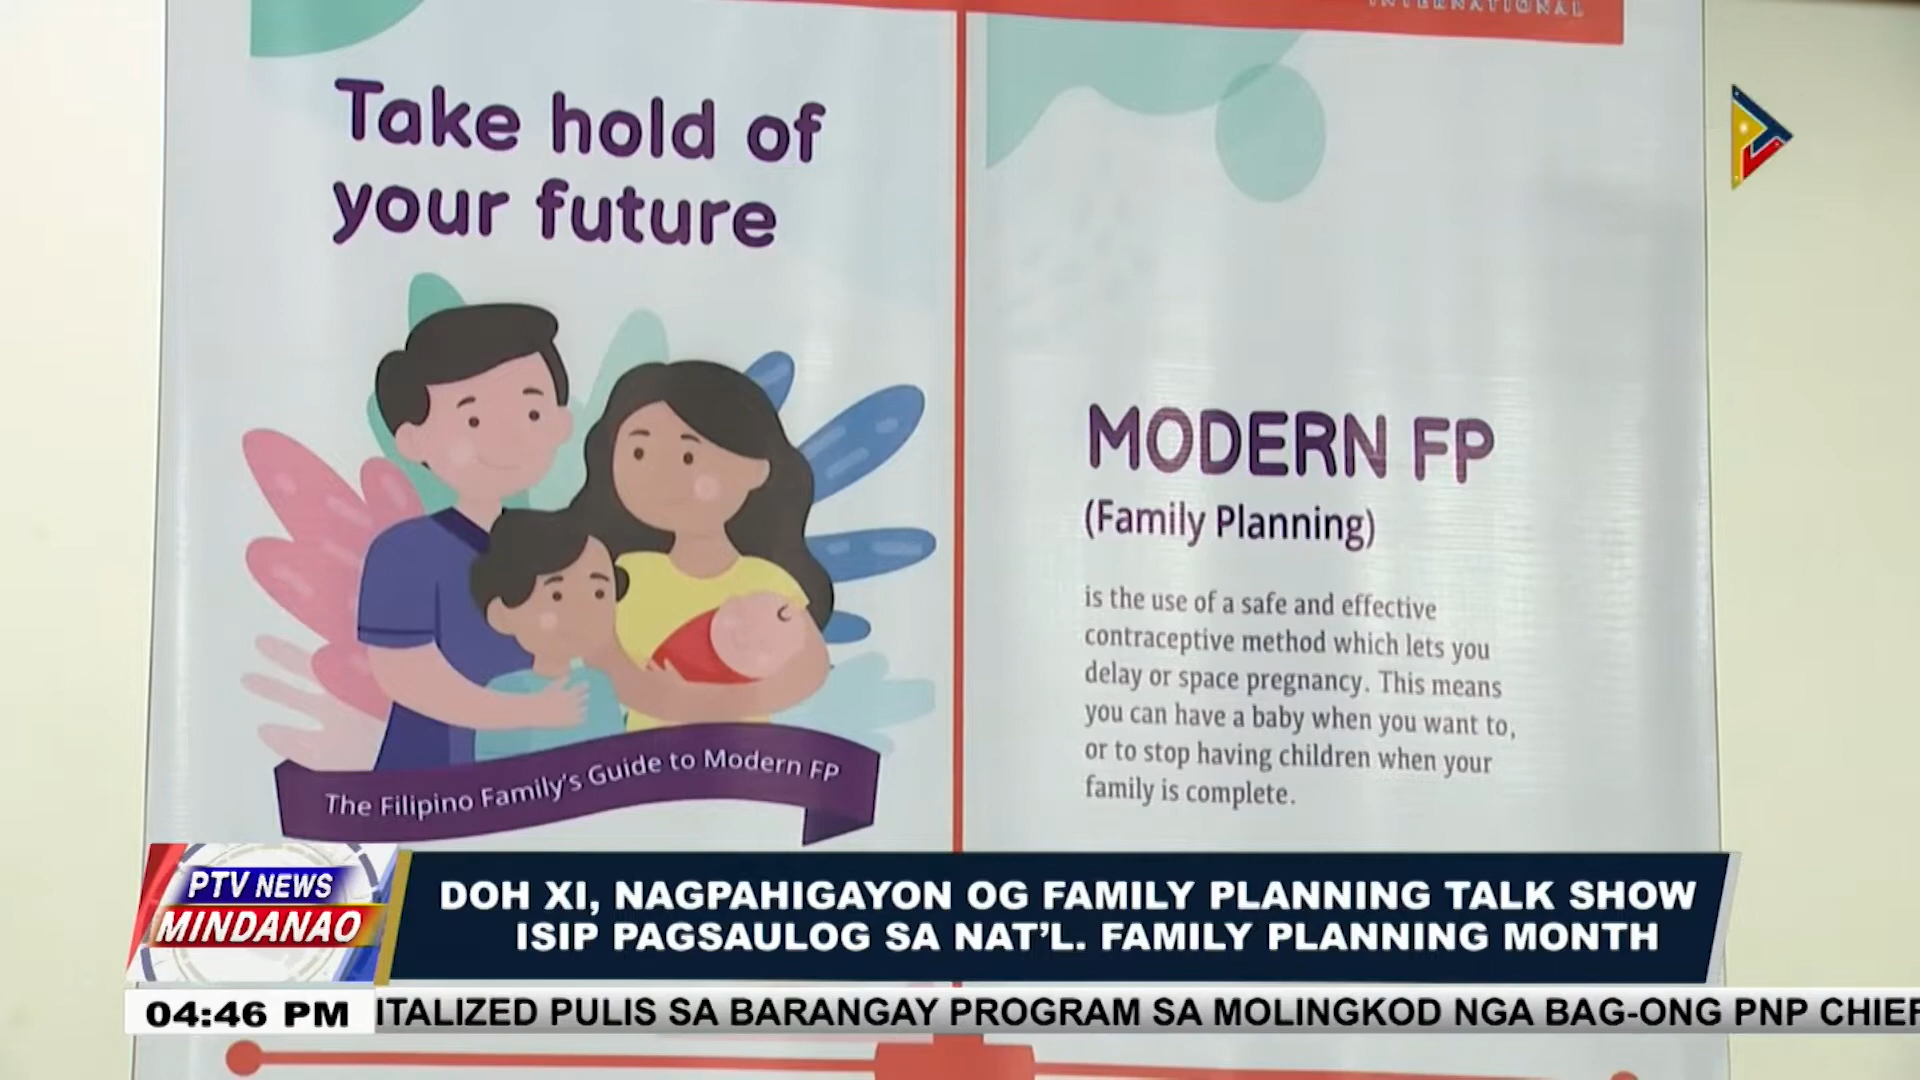 INTERNATIONAL
Take hold of
your future
The Filipino Family's Guide to Modern FP
MODERN FP
(Family Planning)
is the use of a safe and effective
contraceptive method which lets you
delay or space pregnancy. This means
you can have a baby when you want to,
or to stop having children when your
family is complete.
PTV NEWS
MINDANAO
DOH XI, NAGPAHIGAYON OG FAMILY PLANNING TALK SHOW
ISIP PAGSAULOG SA NAT'L. FAMILY PLANNING MONTH
04:46 PM
ITALIZED PULIS SA BARANGAY PROGRAM SA MOLINGKOD NGA BAG-ONG PNP CHIEF